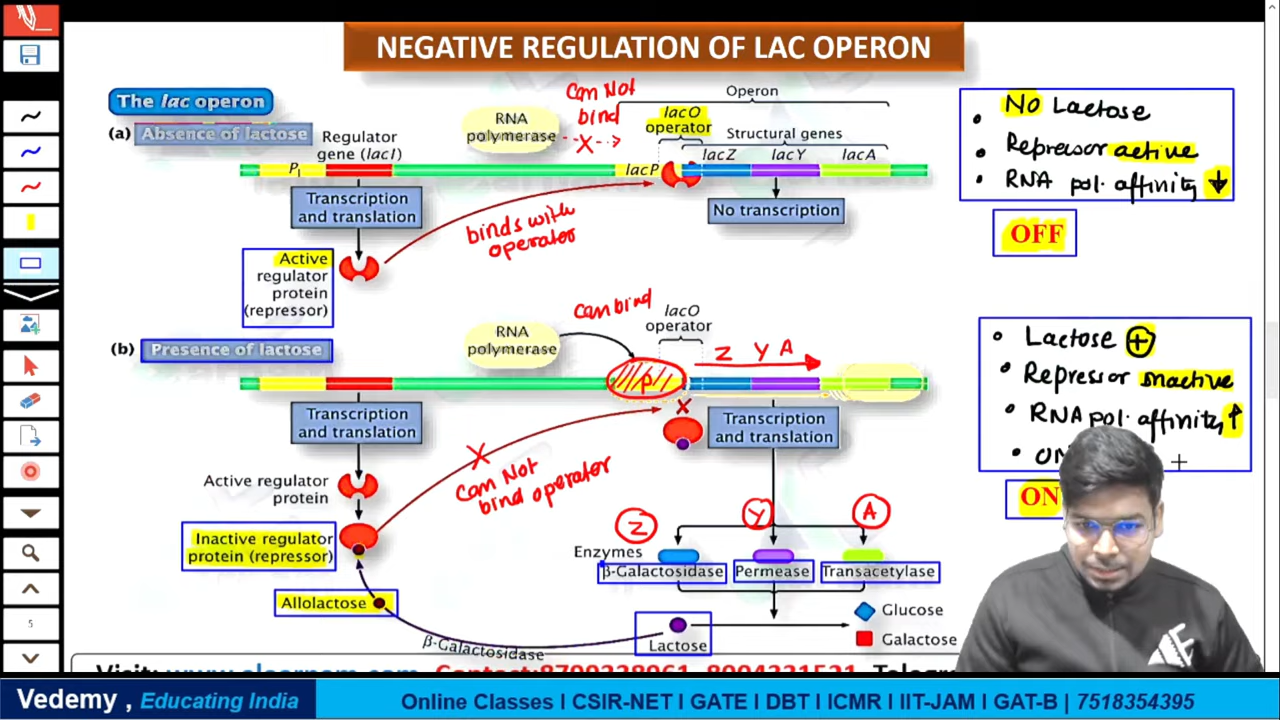 NEGATIVE REGULATION OF LAC OPERON
The lac operon
(a) Absence of lactose
Regulator
gene (lacI)
RNA
polymerase
Can Not
bind
X
Operon
lacO
operator
Structural genes
lacZ lacY lacA
P₁
lacP
Transcription
and translation
binds with
operator
No transcription
Active
regulator
protein
(repressor)
• No Lactose
• Repressor active
• RNA pol. affinity ↓
OFF
(b) Presence of lactose
RNA
polymerase
can bind
lacO
operator
Z Y A
P
X
Transcription
and translation
Transcription
and translation
X
can Not
bind operator
Active regulator
protein
Inactive regulator
protein (repressor)
Allolactose
β-Galactosidase
Z Y A
Enzymes
β-Galactosidase Permease Transacetylase
Lactose
Glucose
Galactose
• Lactose +
• Repressor inactive
• RNA pol. affinity ↑
ON
5
Vedemy , Educating India
Online Classes I CSIR-NET I GATE I DBT I ICMR I IIT-JAM I GAT-B | 7518354395